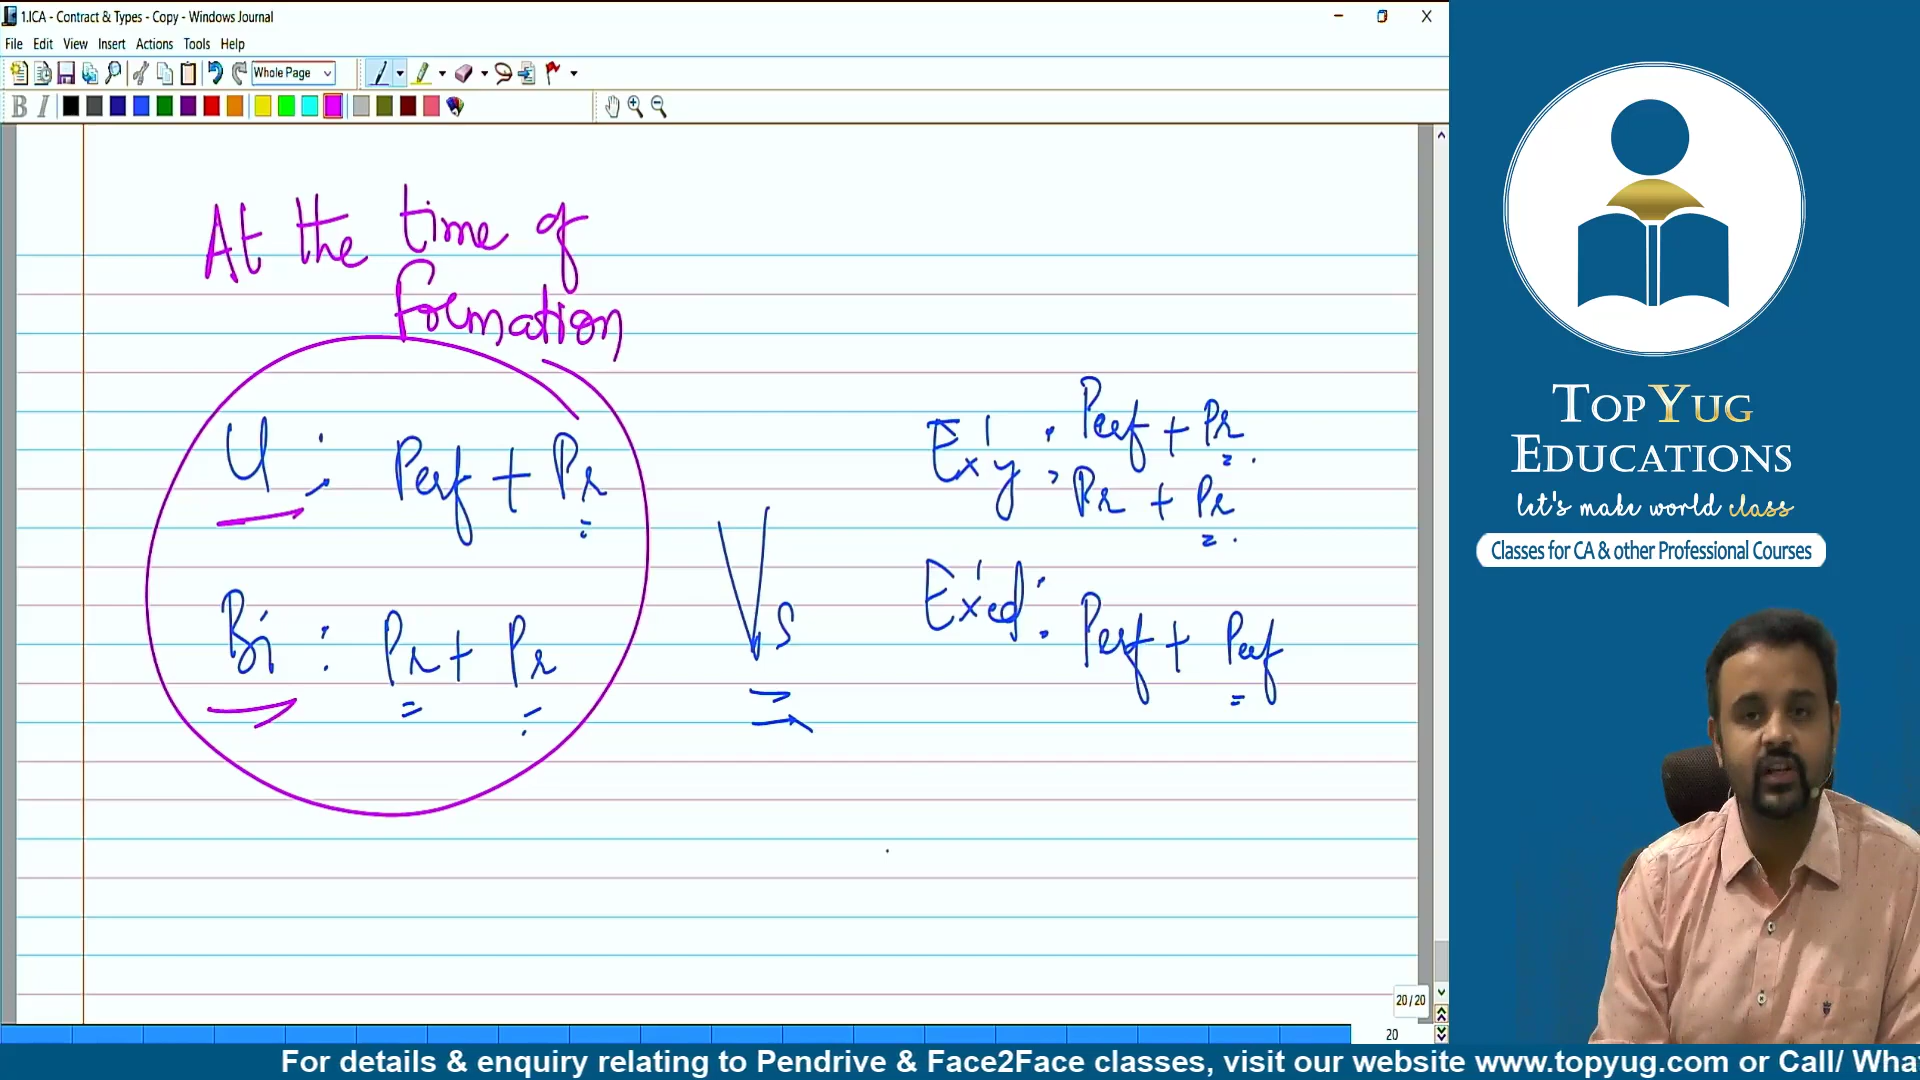 1.ICA - Contract & Types - Copy - Windows Journal
File Edit View Insert Actions Tools Help
Whole Page
B I
At the time of
formation
U : Perf + Pr
Bi : Pr + Pr
Vs
Ex'y : Perf + Pr
Pr + Pr
Ex'ed : Perf + Perf
20 / 20
20
TOPYUG
EDUCATIONS
let's make world class
Classes for CA & other Professional Courses
For details & enquiry relating to Pendrive & Face2Face classes, visit our website www.topyug.com or Call/ Wha